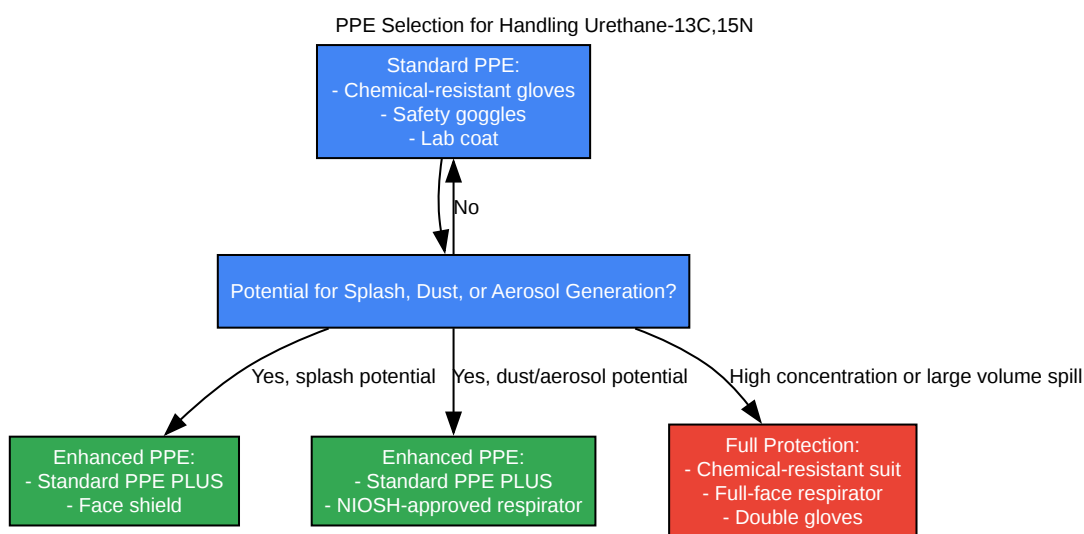 PPE Selection for Handling Urethane-13C,15N
Standard PPE:
- Chemical-resistant gloves
- Safety goggles
- Lab coat
No
Potential for Splash, Dust, or Aerosol Generation?
Yes, splash potential
Yes, dust/aerosol potential
High concentration or large volume spill
Enhanced PPE:
- Standard PPE PLUS
- Face shield
Enhanced PPE:
- Standard PPE PLUS
- NIOSH-approved respirator
Full Protection:
- Chemical-resistant suit
- Full-face respirator
- Double gloves